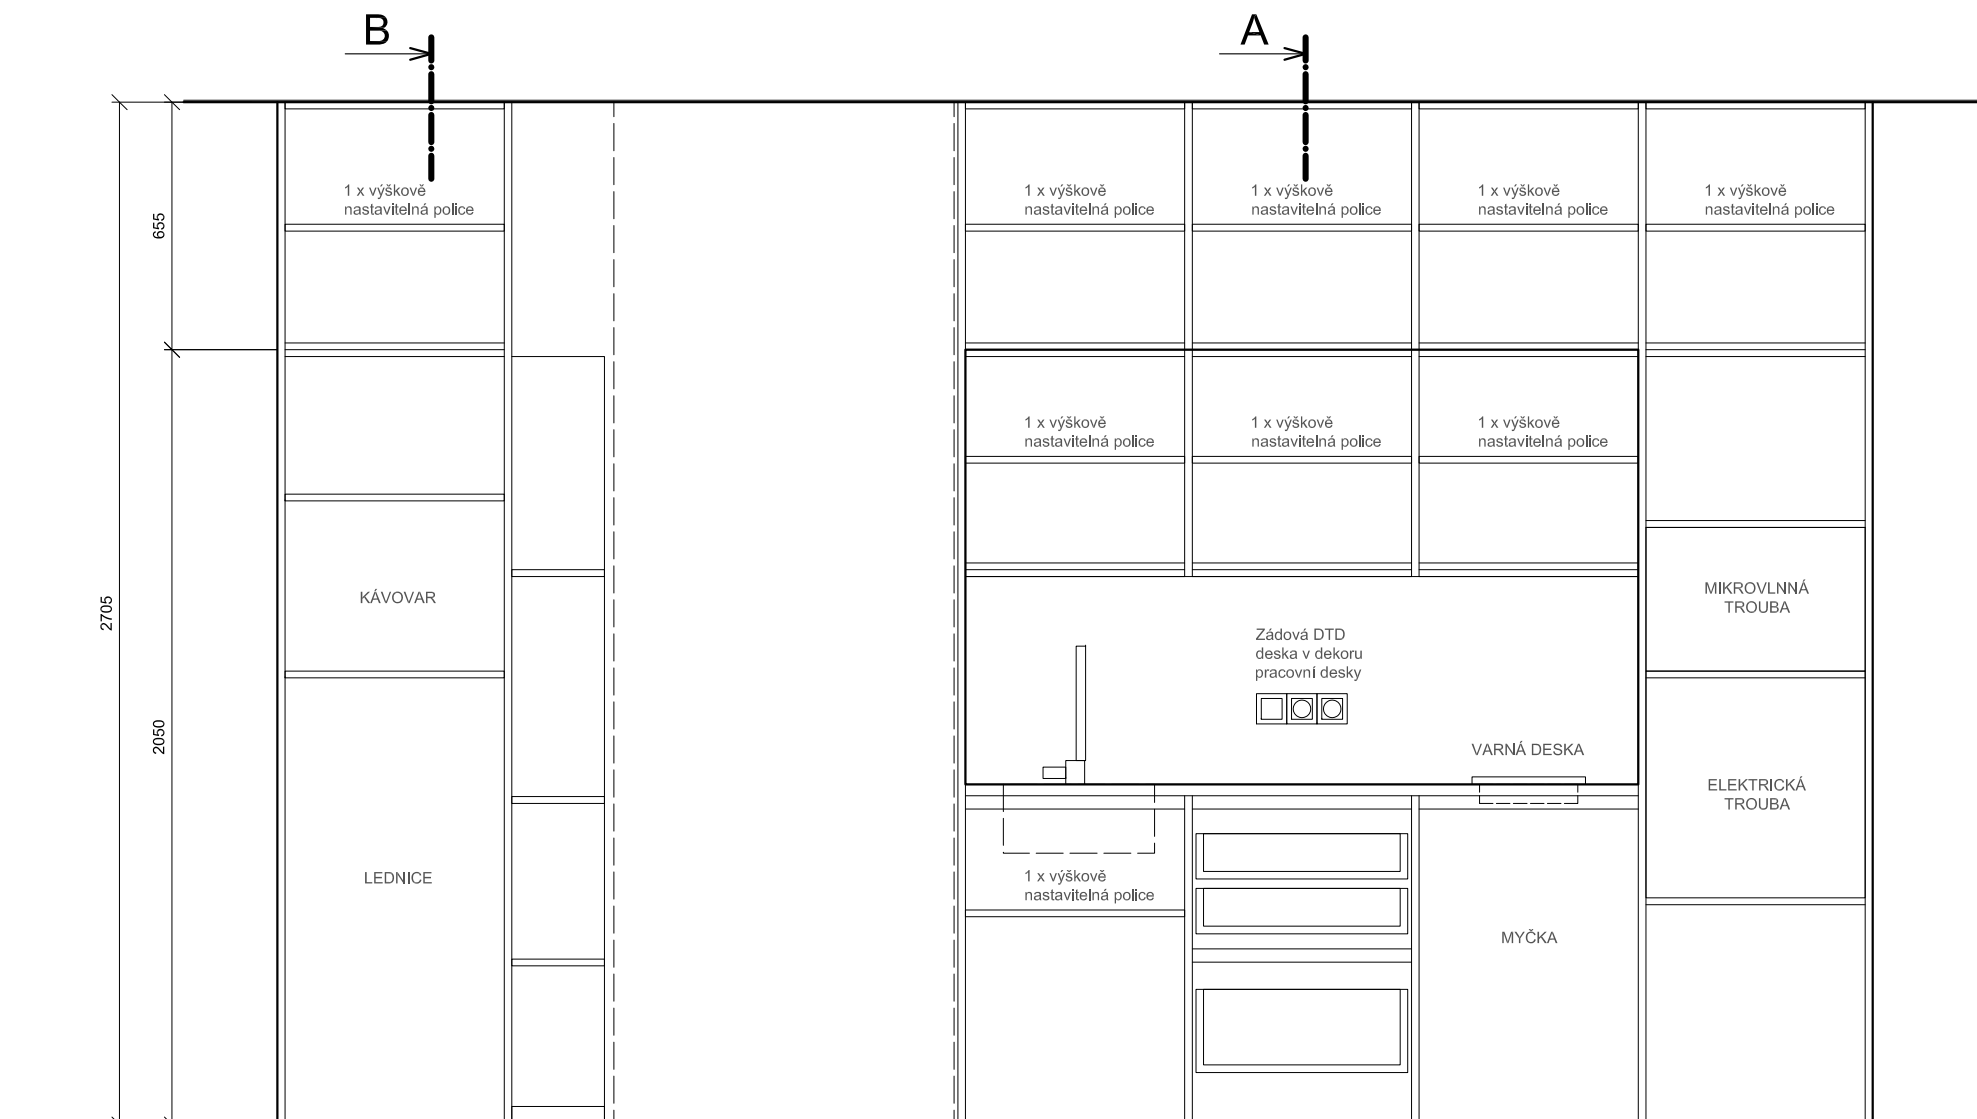 B
A
1 x výškově
nastavitelná police
1 x výškově
nastavitelná police
1 x výškově
nastavitelná police
1 x výškově
nastavitelná police
1 x výškově
nastavitelná police
655
1 x výškově
nastavitelná police
1 x výškově
nastavitelná police
1 x výškově
nastavitelná police
2705
KÁVOVAR
MIKROVLNNÁ
TROUBA
Zádová DTD
deska v dekoru
pracovní desky
2050
VARNÁ DESKA
ELEKTRICKÁ
TROUBA
LEDNICE
1 x výškově
nastavitelná police
MYČKA